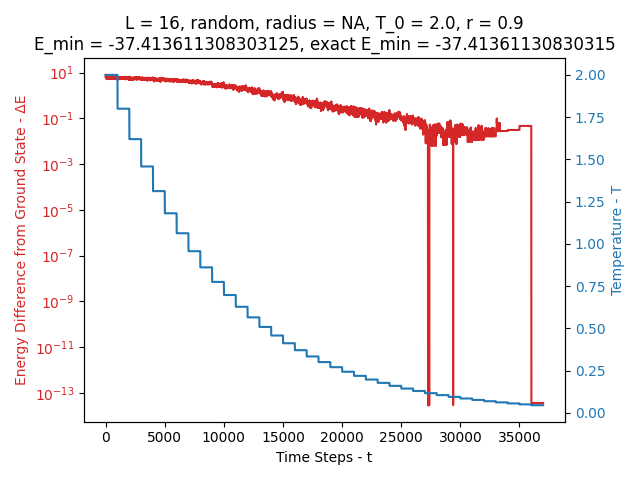 L = 16, random, radius = NA, T_0 = 2.0, r = 0.9
E_min = -37.413611308303125, exact E_min = -37.41361130830315
Energy Difference from Ground State - ΔE
10¹
10⁻¹
10⁻³
10⁻⁵
10⁻⁷
10⁻⁹
10⁻¹¹
10⁻¹³
2.00
1.75
1.50
1.25
1.00
0.75
0.50
0.25
0.00
Temperature - T
0 5000 10000 15000 20000 25000 30000 35000
Time Steps - t